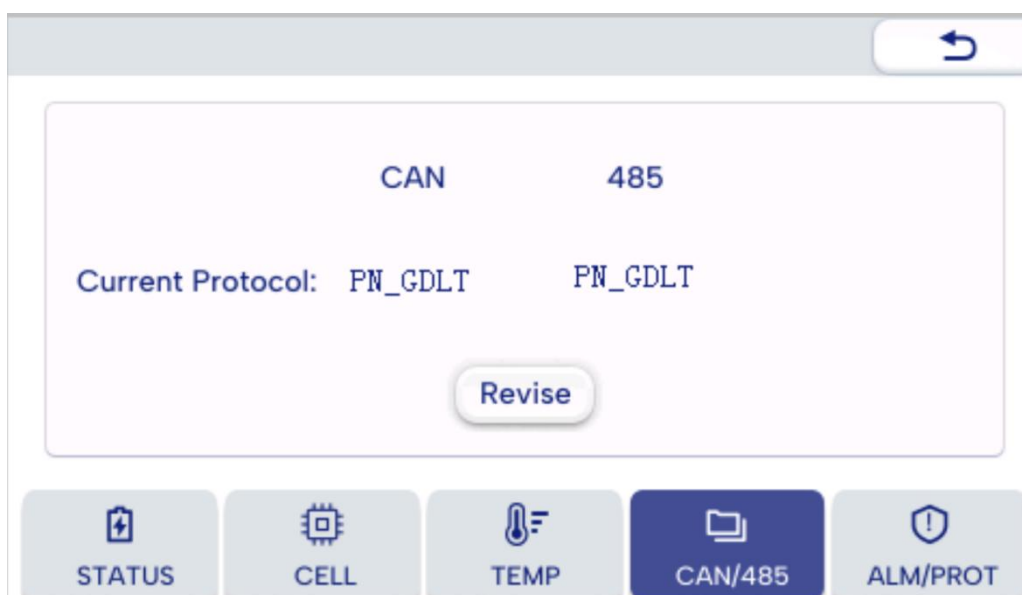 CAN 485
Current Protocol: PN_GDLT PN_GDLT
Revise
STATUS CELL TEMP CAN/485 ALM/PROT